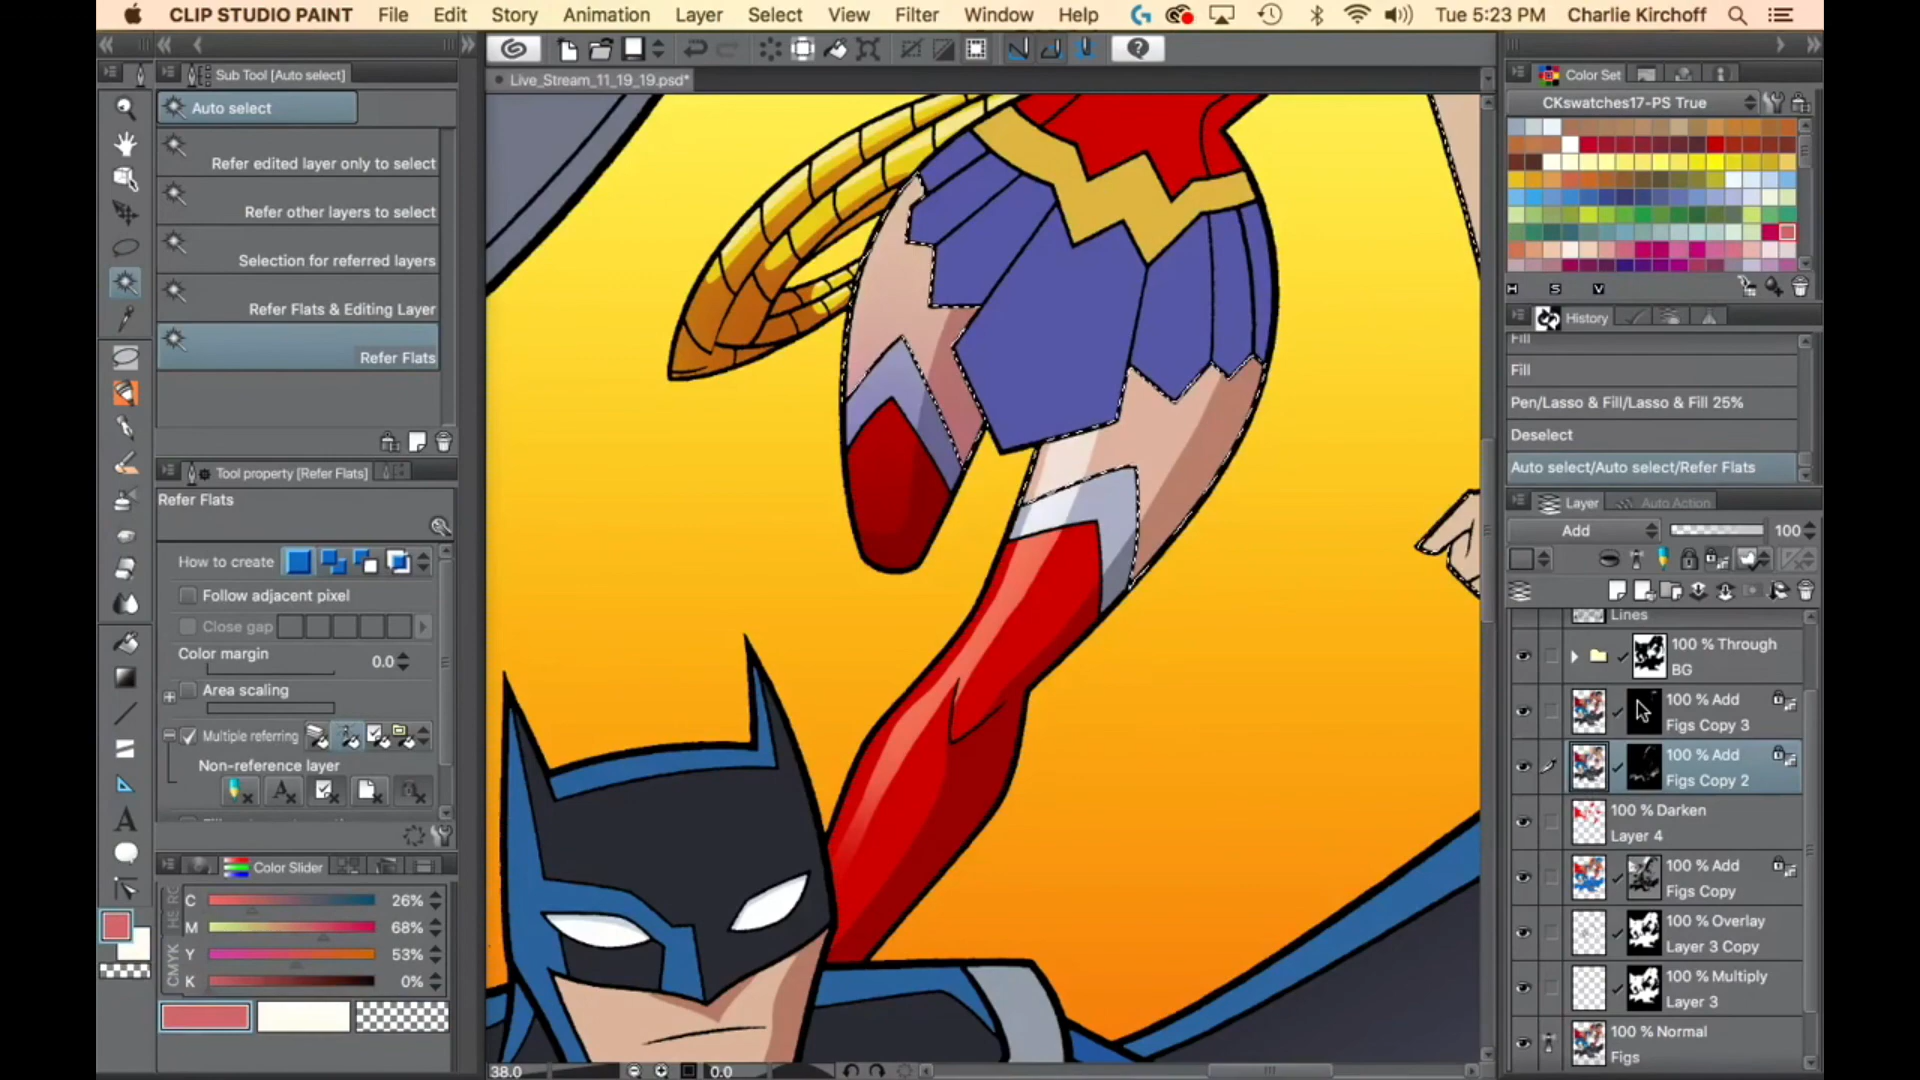 CLIP STUDIO PAINT File Edit Story Animation Layer Select View Filter Window Help Tue 5:23 PM Charlie Kirchoff
Sub Tool [Auto select]
Auto select
Refer edited layer only to select
Refer other layers to select
Selection for referred layers
Refer Flats & Editing Layer
Refer Flats
Tool property [Refer Flats]
Refer Flats
How to create
Follow adjacent pixel
Close gap
Color margin 0.0
Area scaling
Multiple referring
Non-reference layer
Color Slider
C 26%
M 68%
Y 53%
K 0%
CMYK
Live_Stream_11_19_19.psd*
38.0 0.0
Color Set
CKswatches17-PS True
H S V
History
Fill
Fill
Pen/Lasso & Fill/Lasso & Fill 25%
Deselect
Auto select/Auto select/Refer Flats
Layer Auto Action
Add 100
Lines
100 % Through
BG
100 % Add
Figs Copy 3
100 % Add
Figs Copy 2
100 % Darken
Layer 4
100 % Add
Figs Copy
100 % Overlay
Layer 3 Copy
100 % Multiply
Layer 3
100 % Normal
Figs